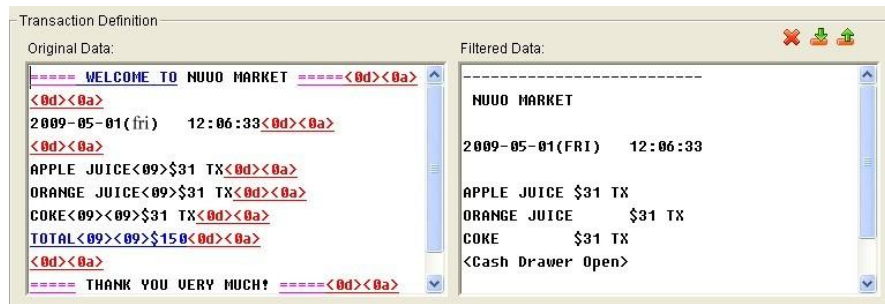 Transaction Definition
Original Data:
===== WELCOME TO NUUO MARKET =====<0d><0a>
<0d><0a>
2009-05-01(fri) 12:06:33<0d><0a>
<0d><0a>
APPLE JUICE<09>$31 TX<0d><0a>
ORANGE JUICE<09>$31 TX<0d><0a>
COKE<09><09>$31 TX<0d><0a>
TOTAL<09><09>$150<0d><0a>
<0d><0a>
===== THANK YOU VERY MUCH! =====<0d><0a>
Filtered Data:
---------------------------
NUUO MARKET
2009-05-01(FRI) 12:06:33
APPLE JUICE $31 TX
ORANGE JUICE $31 TX
COKE $31 TX
<Cash Drawer Open>